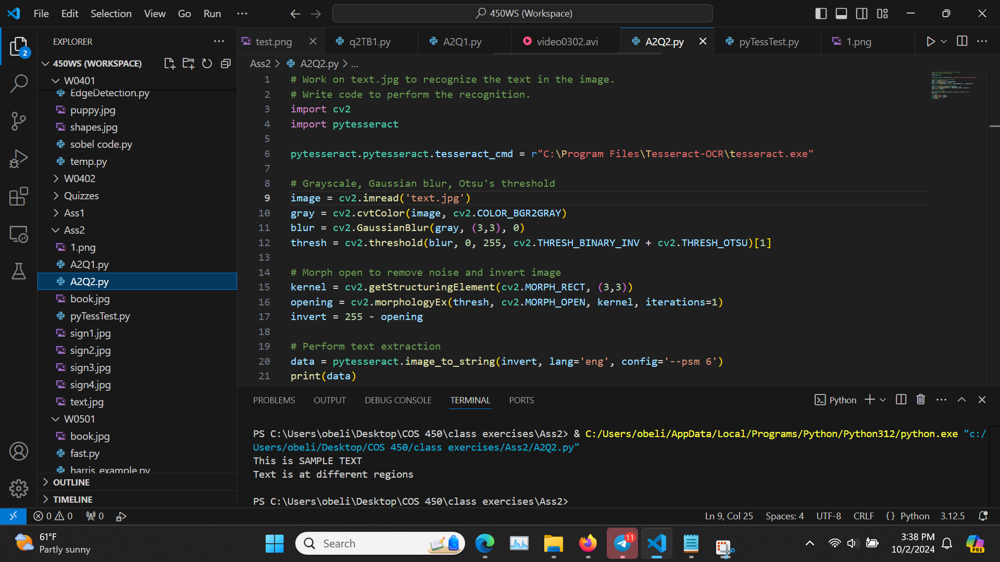 File Edit Selection View Go Run ...
450WS (Workspace)
EXPLORER
test.png
q2TB1.py
A2Q1.py
video0302.avi
A2Q2.py
pyTessTest.py
1.png
2
450WS (WORKSPACE)
W0401
EdgeDetection.py
puppy.jpg
shapes.jpg
sobel code.py
temp.py
W0402
Quizzes
Ass1
Ass2
1.png
A2Q1.py
A2Q2.py
book.jpg
pyTessTest.py
sign1.jpg
sign2.jpg
sign3.jpg
sign4.jpg
text.jpg
W0501
book.jpg
fast.py
harris_example.py
OUTLINE
TIMELINE
Ass2 > A2Q2.py > ...
1 # Work on text.jpg to recognize the text in the image.
2 # Write code to perform the recognition.
3 import cv2
4 import pytesseract
5
6 pytesseract.pytesseract.tesseract_cmd = r"C:\Program Files\Tesseract-OCR\tesseract.exe"
7
8 # Grayscale, Gaussian blur, Otsu's threshold
9 image = cv2.imread('text.jpg')
10 gray = cv2.cvtColor(image, cv2.COLOR_BGR2GRAY)
11 blur = cv2.GaussianBlur(gray, (3,3), 0)
12 thresh = cv2.threshold(blur, 0, 255, cv2.THRESH_BINARY_INV + cv2.THRESH_OTSU)[1]
13
14 # Morph open to remove noise and invert image
15 kernel = cv2.getStructuringElement(cv2.MORPH_RECT, (3,3))
16 opening = cv2.morphologyEx(thresh, cv2.MORPH_OPEN, kernel, iterations=1)
17 invert = 255 - opening
18
19 # Perform text extraction
20 data = pytesseract.image_to_string(invert, lang='eng', config='--psm 6')
21 print(data)
PROBLEMS OUTPUT DEBUG CONSOLE TERMINAL PORTS
Python
PS C:\Users\obeli\Desktop\COS 450\class exercises\Ass2> & C:/Users/obeli/AppData/Local/Programs/Python/Python312/python.exe "c:/
Users/obeli/Desktop/COS 450/class exercises/Ass2/A2Q2.py"
This is SAMPLE TEXT
Text is at different regions
PS C:\Users\obeli\Desktop\COS 450\class exercises\Ass2>
0 0 0
Ln 9, Col 25 Spaces: 4 UTF-8 CRLF {} Python 3.12.5
61°F
Partly sunny
Search
11
3:38 PM
10/2/2024
PRE